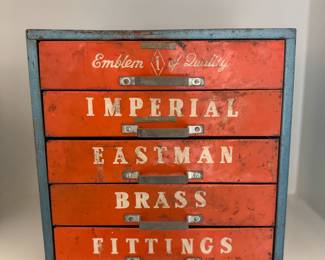 Emblem of Quality
IMPERIAL
EASTMAN
BRASS
FITTINGS